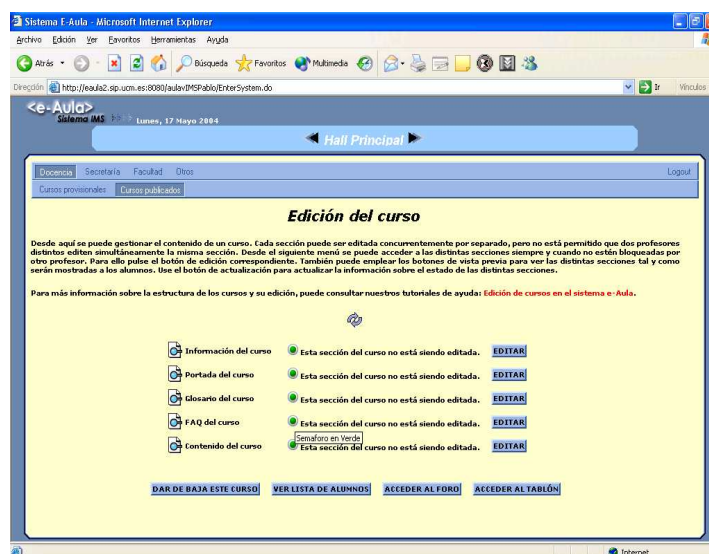 Sistema E-Aula - Microsoft Internet Explorer
Archivo Edición Ver Favoritos Herramientas Ayuda
Atrás Búsqueda Favoritos Multimedia
Dirección http://eaula2.sip.ucm.es:8080/aulavIMSPablo/EnterSystem.do Ir Vínculos
<e-Aula>
Sistema IMS Lunes, 17 Mayo 2004
Hall Principal
Docencia Secretaría Facultad Otros Logout
Cursos provisionales Cursos publicados
Edición del curso
Desde aquí se puede gestionar el contenido de un curso. Cada sección puede ser editada concurrentemente por separado, pero no está permitido que dos profesores
distintos editen simultáneamente la misma sección. Desde el siguiente menú se puede acceder a las distintas secciones siempre y cuando no estén bloqueadas por
otro profesor. Para ello pulse el botón de edición correspondiente. También puede emplear los botones de vista previa para ver las distintas secciones tal y como
serán mostradas a los alumnos. Use el botón de actualización para actualizar la información sobre el estado de las distintas secciones.
Para más información sobre la estructura de los cursos y su edición, puede consultar nuestros tutoriales de ayuda: Edición de cursos en el sistema e-Aula.
Información del curso Esta sección del curso no está siendo editada. EDITAR
Portada del curso Esta sección del curso no está siendo editada. EDITAR
Glosario del curso Esta sección del curso no está siendo editada. EDITAR
FAQ del curso Esta sección del curso no está siendo editada. EDITAR
Semaforo en Verde
Contenido del curso Esta sección del curso no está siendo editada. EDITAR
DAR DE BAJA ESTE CURSO VER LISTA DE ALUMNOS ACCEDER AL FORO ACCEDER AL TABLÓN
Internet